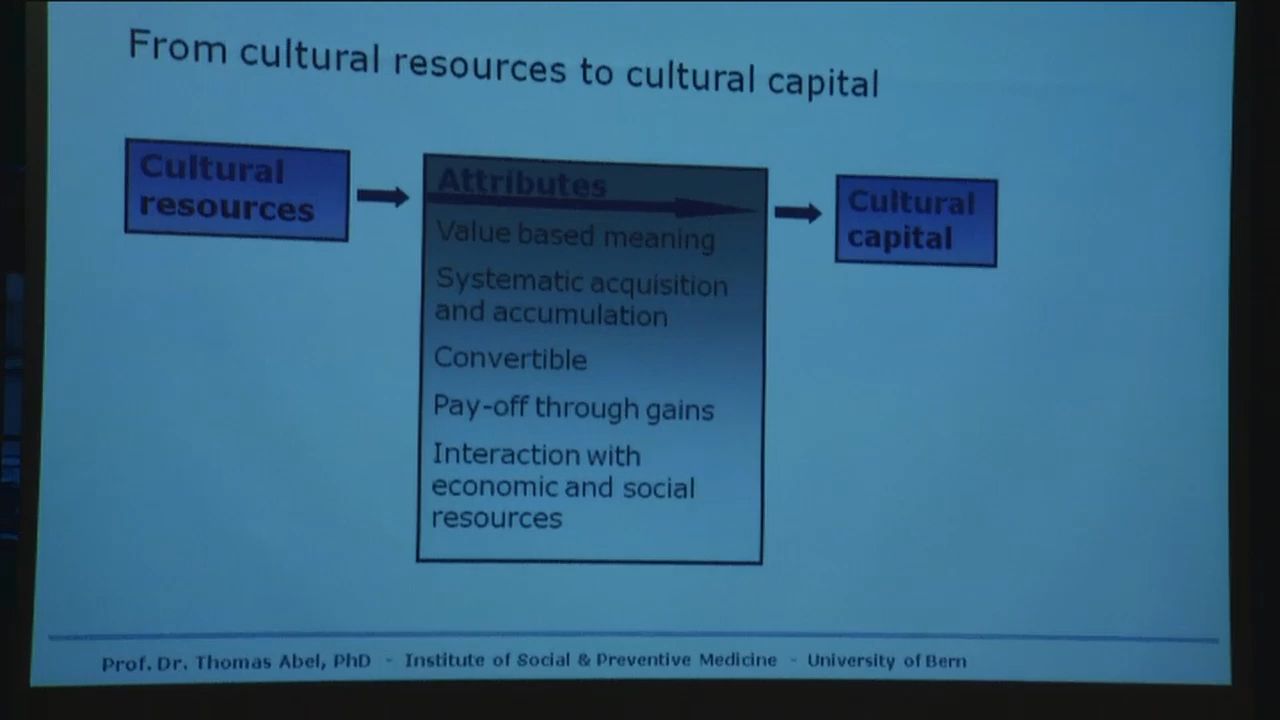 From cultural resources to cultural capital
Cultural
resources
Attributes
Value based meaning
Systematic acquisition
and accumulation
Convertible
Pay-off through gains
Interaction with
economic and social
resources
Cultural
capital
Prof. Dr. Thomas Abel, PhD - Institute of Social & Preventive Medicine - University of Bern